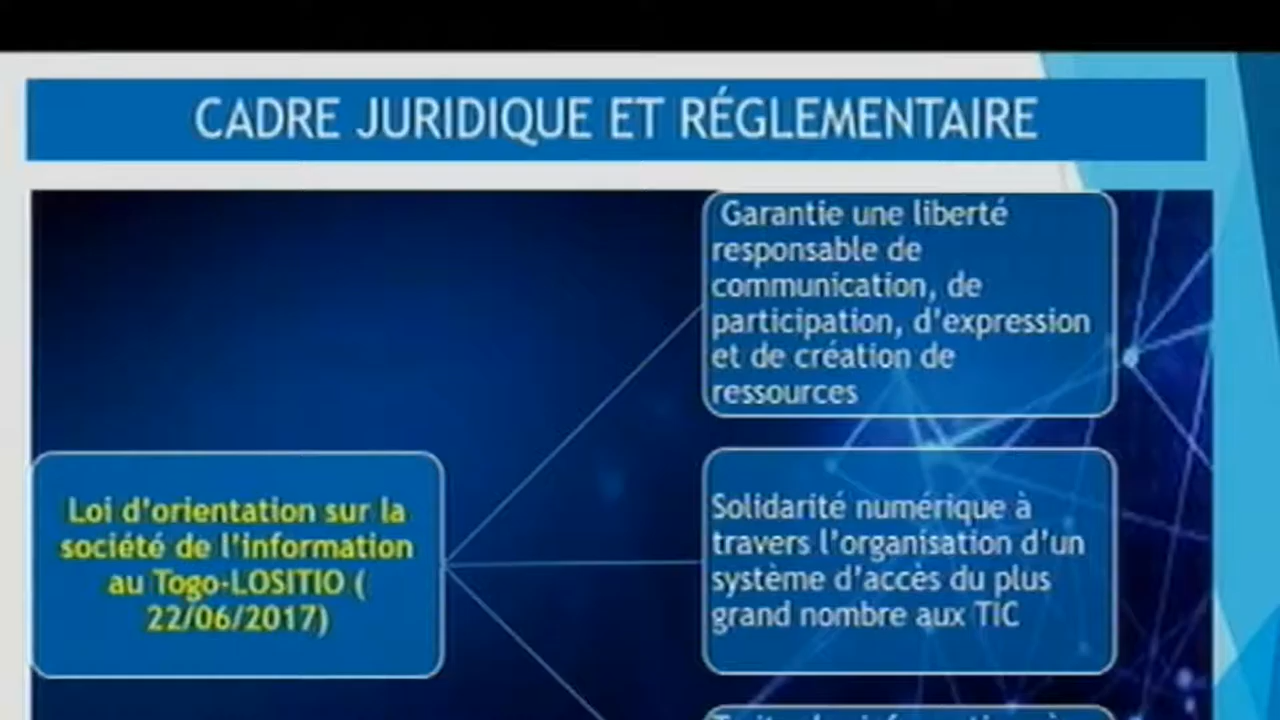 CADRE JURIDIQUE ET RÉGLEMENTAIRE
Garantie une liberté
responsable de
communication, de
participation, d'expression
et de création de
ressources
Loi d'orientation sur la
société de l'information
au Togo-LOSITIO (
22/06/2017)
Solidarité numérique à
travers l'organisation d'un
système d'accès du plus
grand nombre aux TIC